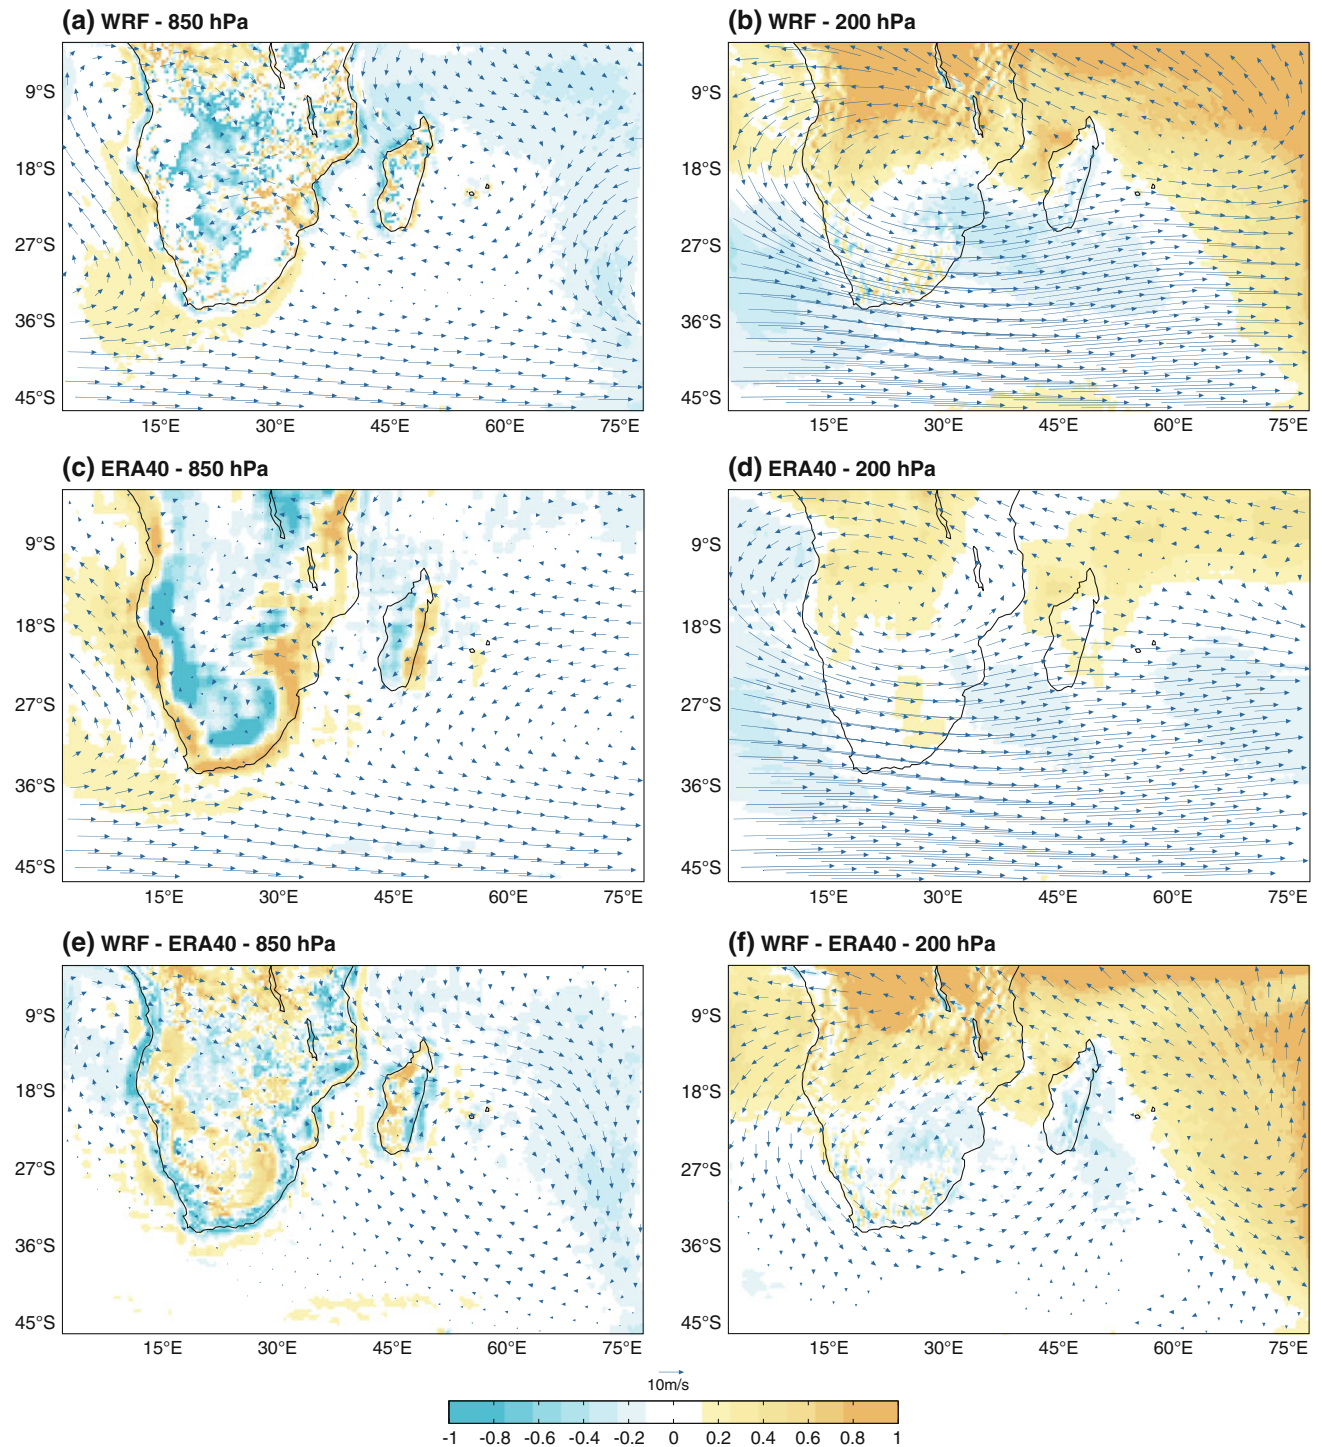 (a) WRF - 850 hPa
(b) WRF - 200 hPa
9°S
18°S
27°S
36°S
45°S
15°E 30°E 45°E 60°E 75°E
9°S
18°S
27°S
36°S
45°S
15°E 30°E 45°E 60°E 75°E
(c) ERA40 - 850 hPa
(d) ERA40 - 200 hPa
9°S
18°S
27°S
36°S
45°S
15°E 30°E 45°E 60°E 75°E
9°S
18°S
27°S
36°S
45°S
15°E 30°E 45°E 60°E 75°E
(e) WRF - ERA40 - 850 hPa
(f) WRF - ERA40 - 200 hPa
9°S
18°S
27°S
36°S
45°S
15°E 30°E 45°E 60°E 75°E
9°S
18°S
27°S
36°S
45°S
15°E 30°E 45°E 60°E 75°E
10m/s
-1 -0.8 -0.6 -0.4 -0.2 0 0.2 0.4 0.6 0.8 1